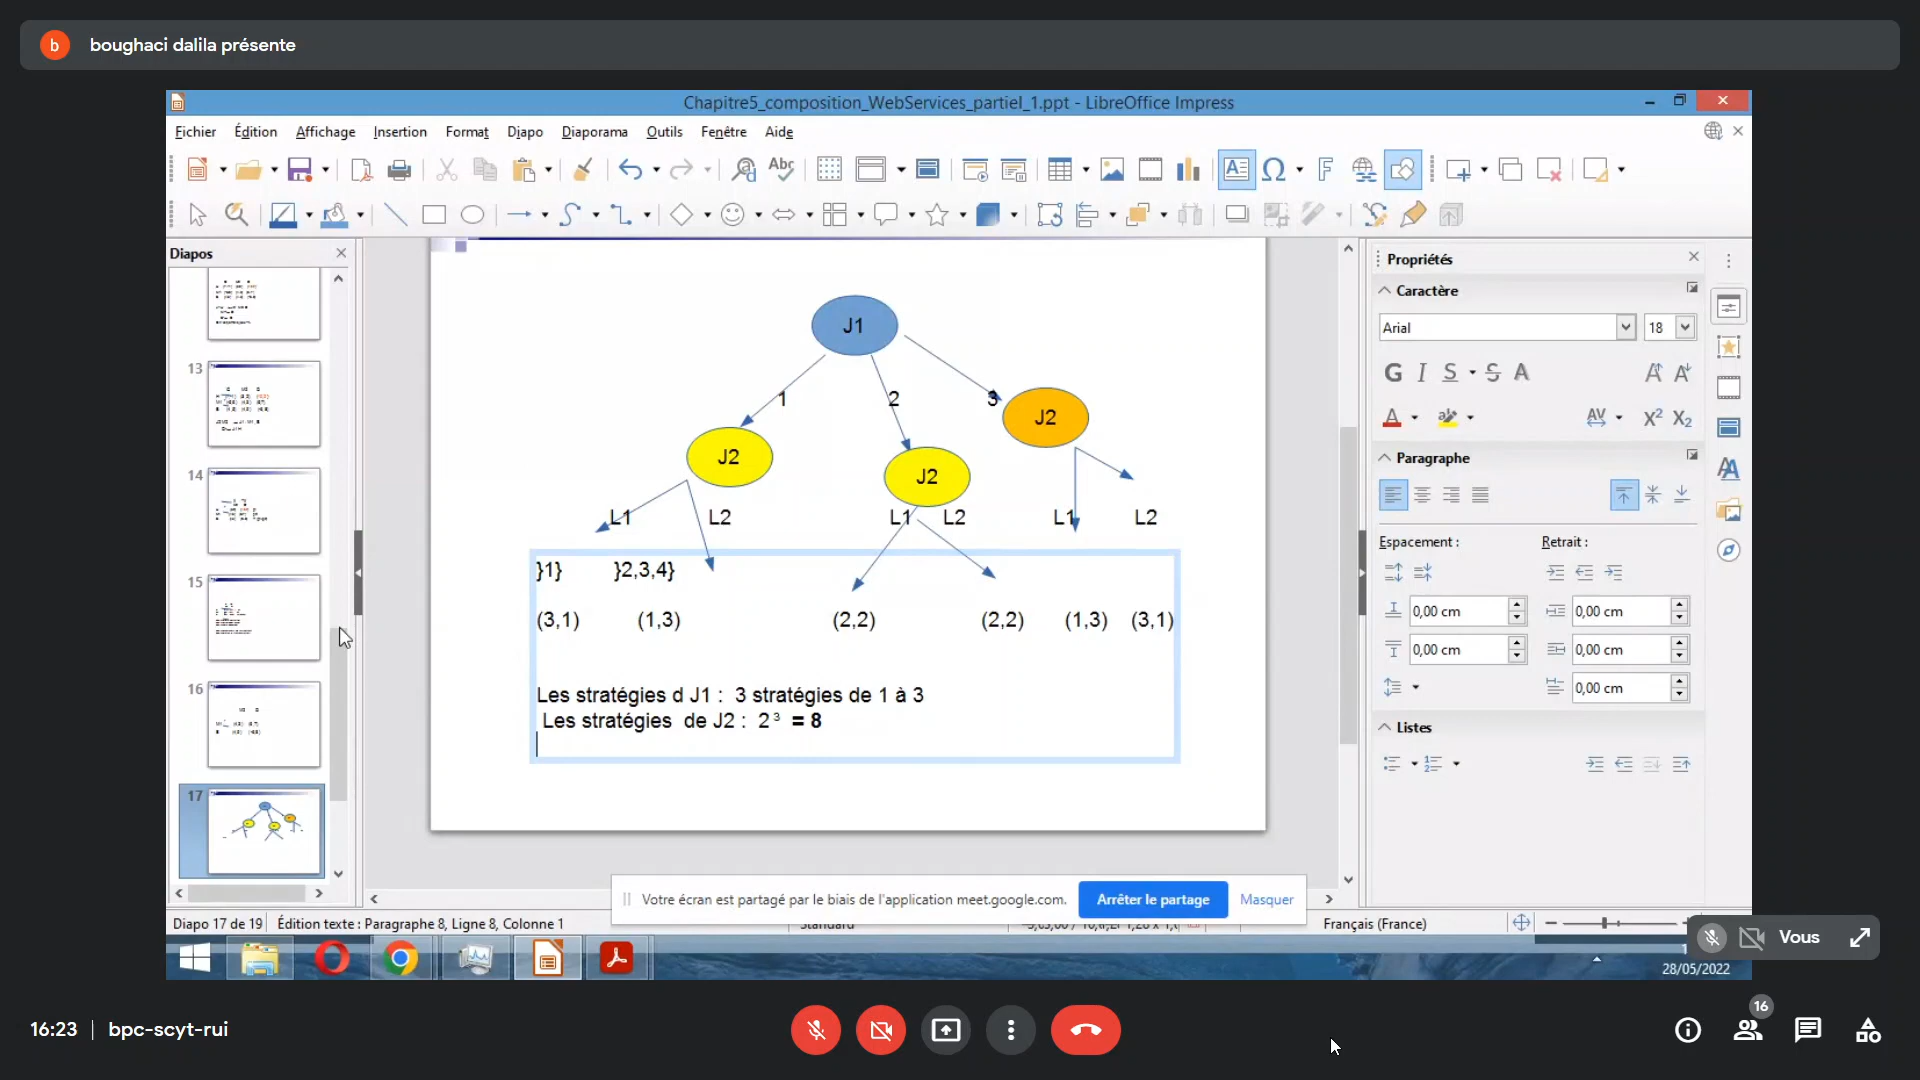 b boughaci dalila présente
Chapitre5_composition_WebServices_partiel_1.ppt - LibreOffice Impress
Fichier Édition Affichage Insertion Format Diapo Diaporama Outils Fenêtre Aide
Diapos
13
14
15
16
17
J1
1 2 3
J2
J2
J2
L1 L2 L1 L2 L1 L2
}1} }2,3,4}
(3,1) (1,3) (2,2) (2,2) (1,3) (3,1)
Les stratégies d J1 : 3 stratégies de 1 à 3
Les stratégies de J2 : 2³ = 8
Propriétés
Caractère
Arial 18
G I S S A
Paragraphe
Espacement : Retrait :
0,00 cm 0,00 cm
0,00 cm 0,00 cm
0,00 cm
Listes
Votre écran est partagé par le biais de l'application meet.google.com. Arrêter le partage Masquer
Diapo 17 de 19 Édition texte : Paragraphe 8, Ligne 8, Colonne 1 Standard Français (France)
Vous
28/05/2022
16:23 | bpc-scyt-rui
16